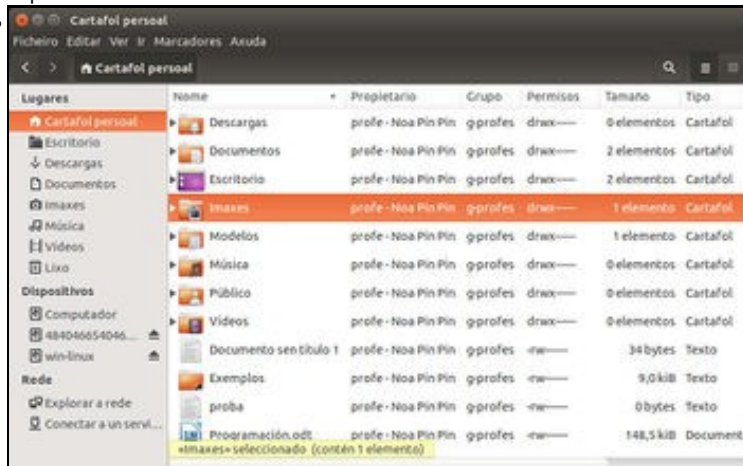 Cartafol persoal
Ficheiro Editar Ver Ir Marcadores Axuda
Cartafol persoal
Lugares
Cartafol persoal
Escritorio
Descargas
Documentos
Imaxes
Música
Vídeos
Lixo
Dispositivos
Computador
484046654046...
win-linux
Rede
Explorar a rede
Conectar a un servi...
Nome Propietario Grupo Permisos Tamaño Tipo
Descargas profe - Noa Pin Pin g-profes drwx------ 0 elementos Cartafol
Documentos profe - Noa Pin Pin g-profes drwx------ 2 elementos Cartafol
Escritorio profe - Noa Pin Pin g-profes drwx------ 2 elementos Cartafol
Imaxes profe - Noa Pin Pin g-profes drwx------ 1 elemento Cartafol
Modelos profe - Noa Pin Pin g-profes drwx------ 1 elemento Cartafol
Música profe - Noa Pin Pin g-profes drwx------ 0 elementos Cartafol
Público profe - Noa Pin Pin g-profes drwx------ 0 elementos Cartafol
Vídeos profe - Noa Pin Pin g-profes drwx------ 0 elementos Cartafol
Documento sen título 1 profe - Noa Pin Pin g-profes -rw------- 34 bytes Texto
Exemplos profe - Noa Pin Pin g-profes -rw------- 9,0 kiB Texto
proba profe - Noa Pin Pin g-profes -rw------- 0 bytes Texto
Programación.odt profe - Noa Pin Pin g-profes -rw------- 148,5 kiB Document
«Imaxes» seleccionado (contén 1 elemento)